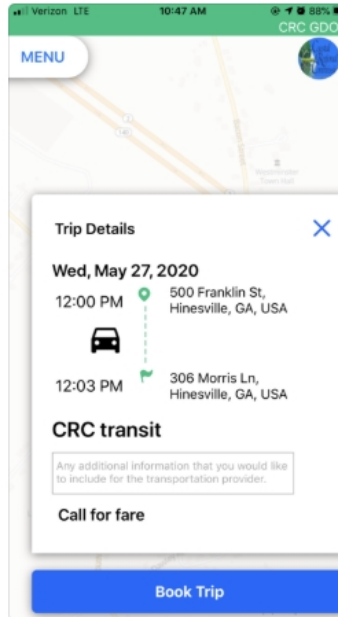 Verizon LTE 10:47 AM 88%
CRC GDO
MENU
Trip Details
Wed, May 27, 2020
12:00 PM
500 Franklin St,
Hinesville, GA, USA
12:03 PM
306 Morris Ln,
Hinesville, GA, USA
CRC transit
Any additional information that you would like
to include for the transportation provider.
Call for fare
Book Trip